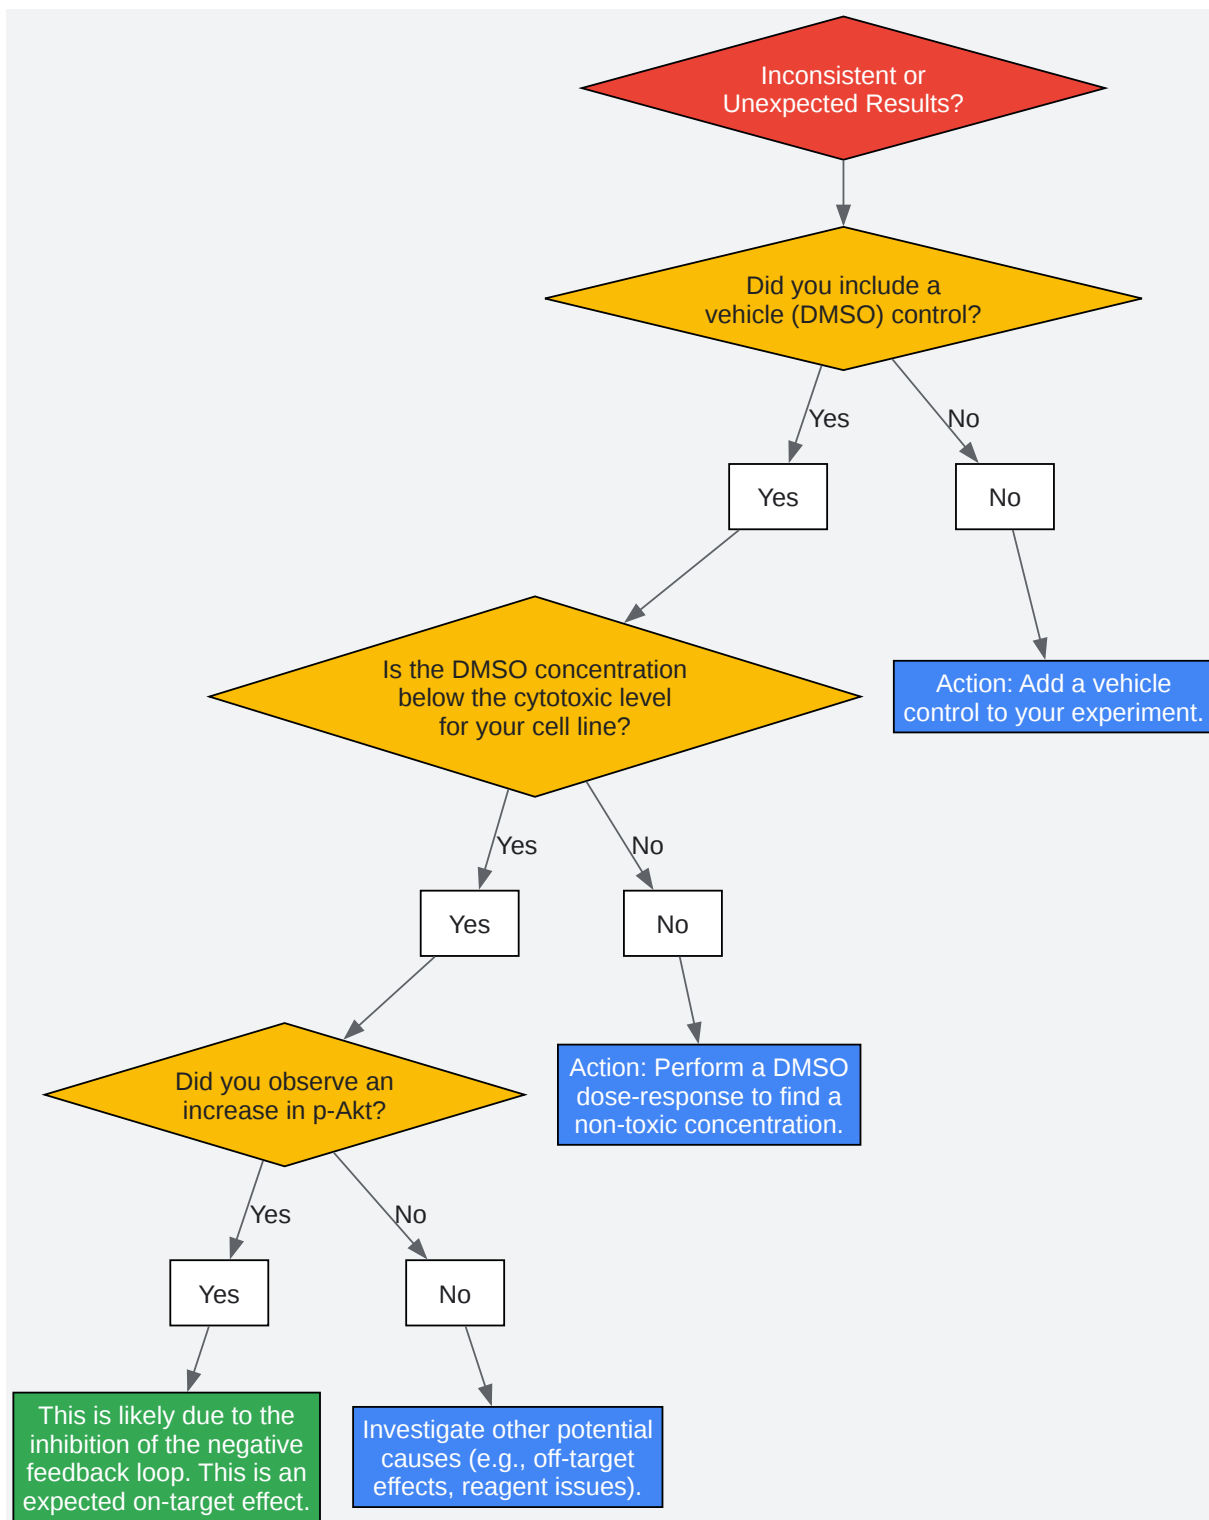 Inconsistent or
Unexpected Results?
Did you include a
vehicle (DMSO) control?
Yes
No
Yes
No
Is the DMSO concentration
below the cytotoxic level
for your cell line?
Action: Add a vehicle
control to your experiment.
Yes
No
Yes
No
Did you observe an
increase in p-Akt?
Action: Perform a DMSO
dose-response to find a
non-toxic concentration.
Yes
No
Yes
No
This is likely due to the
inhibition of the negative
feedback loop. This is an
expected on-target effect.
Investigate other potential
causes (e.g., off-target
effects, reagent issues).